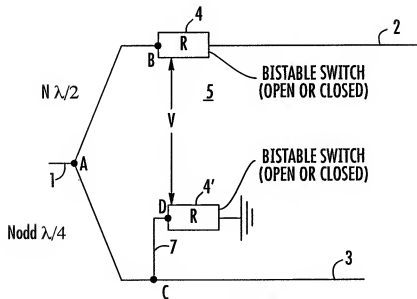 4
2
R
B
BISTABLE SWITCH
(OPEN OR CLOSED)
N λ/2
5
V
A
1
BISTABLE SWITCH
(OPEN OR CLOSED)
4'
D
R
Nodd λ/4
7
3
C